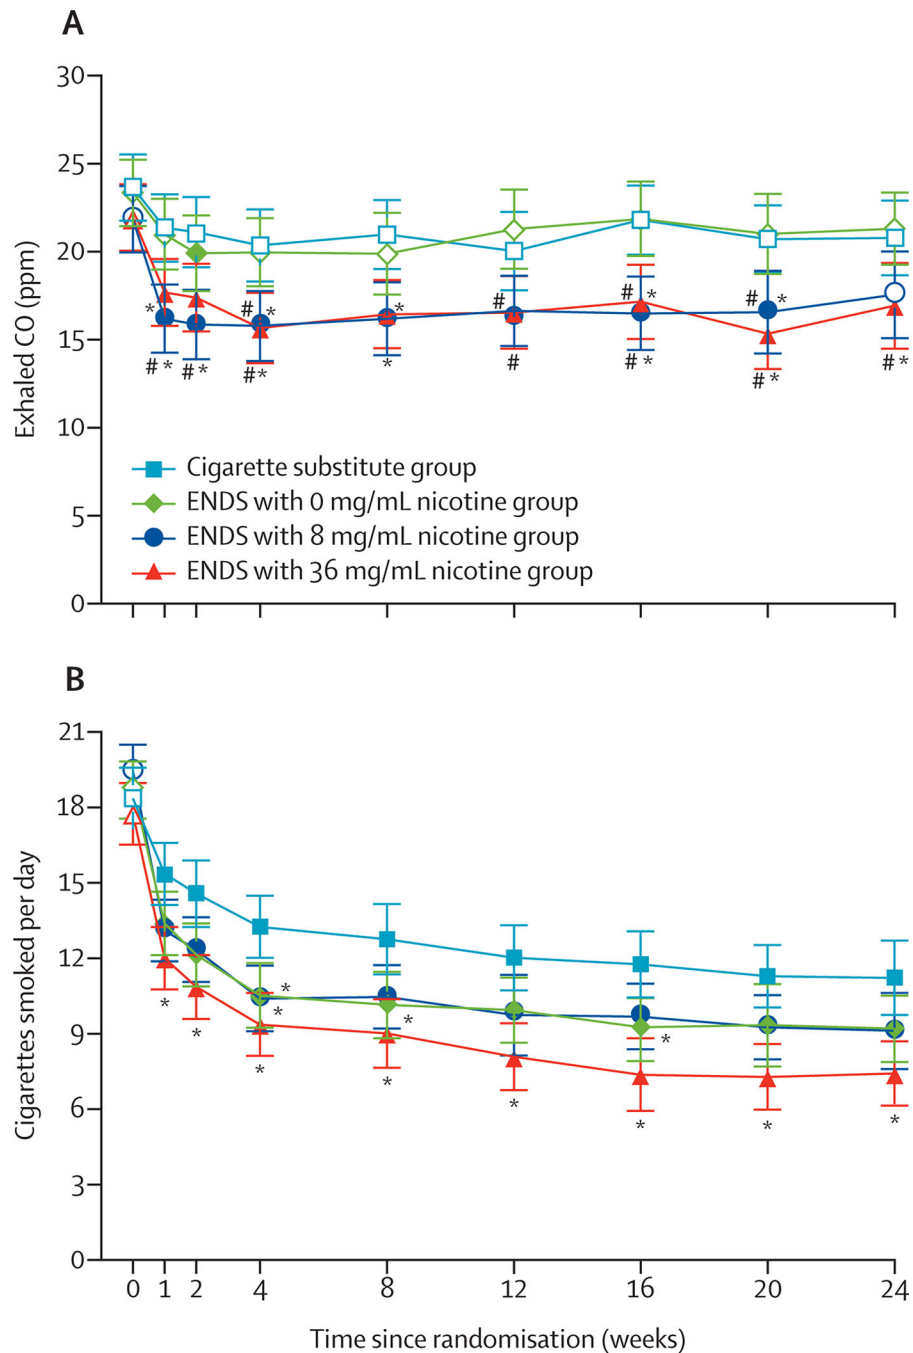 A
30
25
20
15
10
5
0
Exhaled CO (ppm)
* # * # * # * # * * * # # # * # * # * # * # *
Cigarette substitute group
ENDS with 0 mg/mL nicotine group
ENDS with 8 mg/mL nicotine group
ENDS with 36 mg/mL nicotine group
B
21
18
15
12
9
6
3
0
Cigarettes smoked per day
* * * * * * * * * * * *
0 1 2 4 8 12 16 20 24
Time since randomisation (weeks)